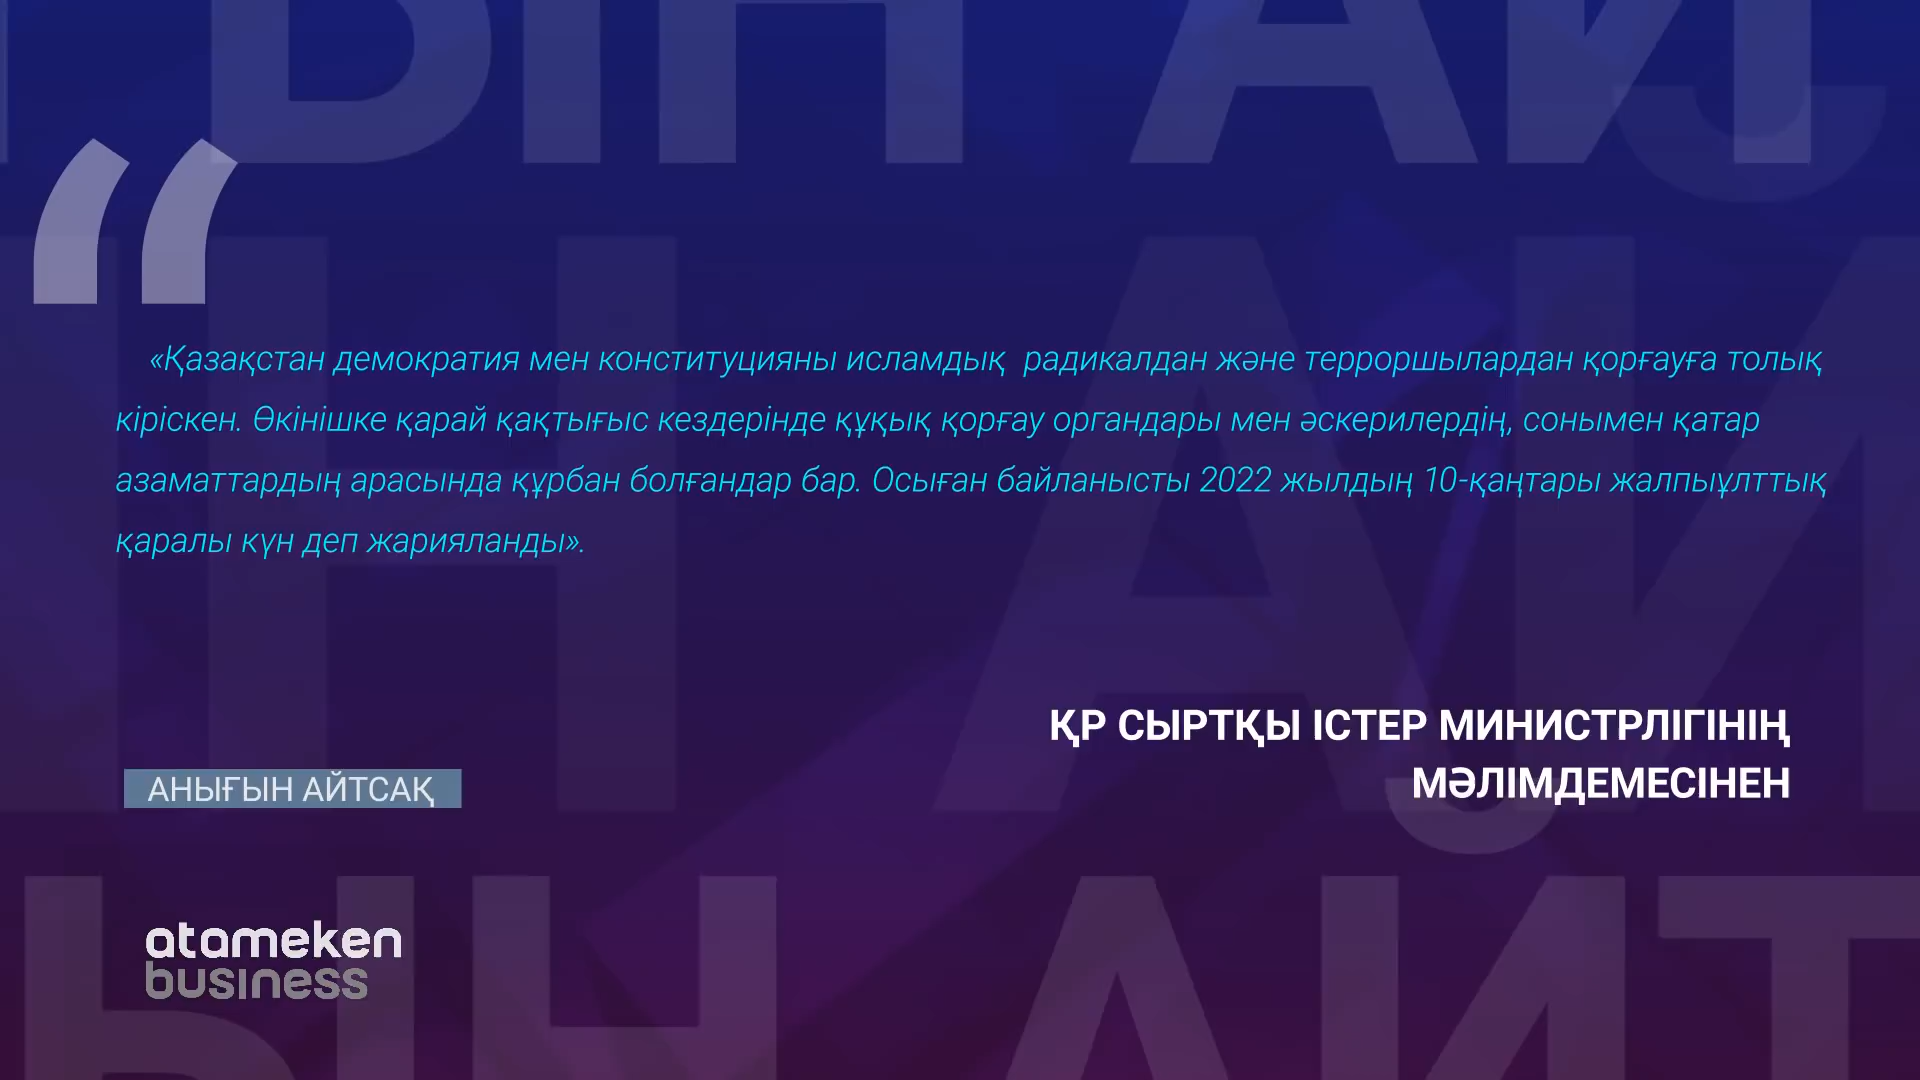 «Қазақстан демократия мен конституцияны исламдық  радикалдан және терроршылардан қорғауға толық
кіріскен. Өкінішке қарай қақтығыс кездерінде құқық қорғау органдары мен әскерилердің, сонымен қатар
азаматтардың арасында құрбан болғандар бар. Осыған байланысты 2022 жылдың 10-қаңтары жалпыұлттық
қаралы күн деп жарияланды».
ҚР СЫРТҚЫ ІСТЕР МИНИСТРЛІГІНІҢ
МӘЛІМДЕМЕСІНЕН
АНЫҒЫН АЙТСАҚ
atameken
business